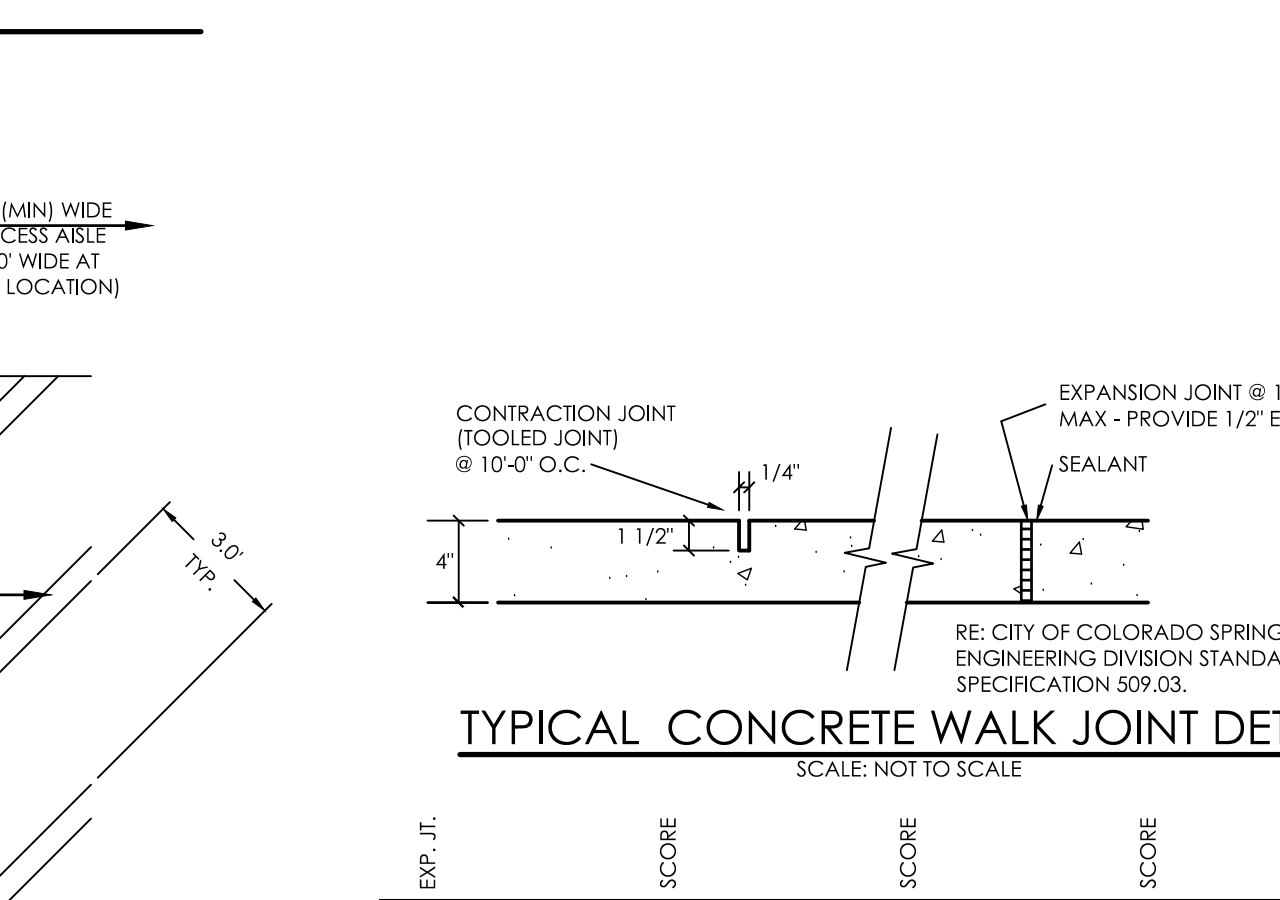 (MIN) WIDE
CESS AISLE
0' WIDE AT
LOCATION)
3.0'
TYP.
CONTRACTION JOINT
(TOOLED JOINT)
@ 10'-0" O.C.
1/4"
1 1/2"
4"
EXPANSION JOINT @ 1
MAX - PROVIDE 1/2" E
SEALANT
RE: CITY OF COLORADO SPRING
ENGINEERING DIVISION STANDA
SPECIFICATION 509.03.
TYPICAL CONCRETE WALK JOINT DET
SCALE: NOT TO SCALE
EXP. JT.
SCORE
SCORE
SCORE